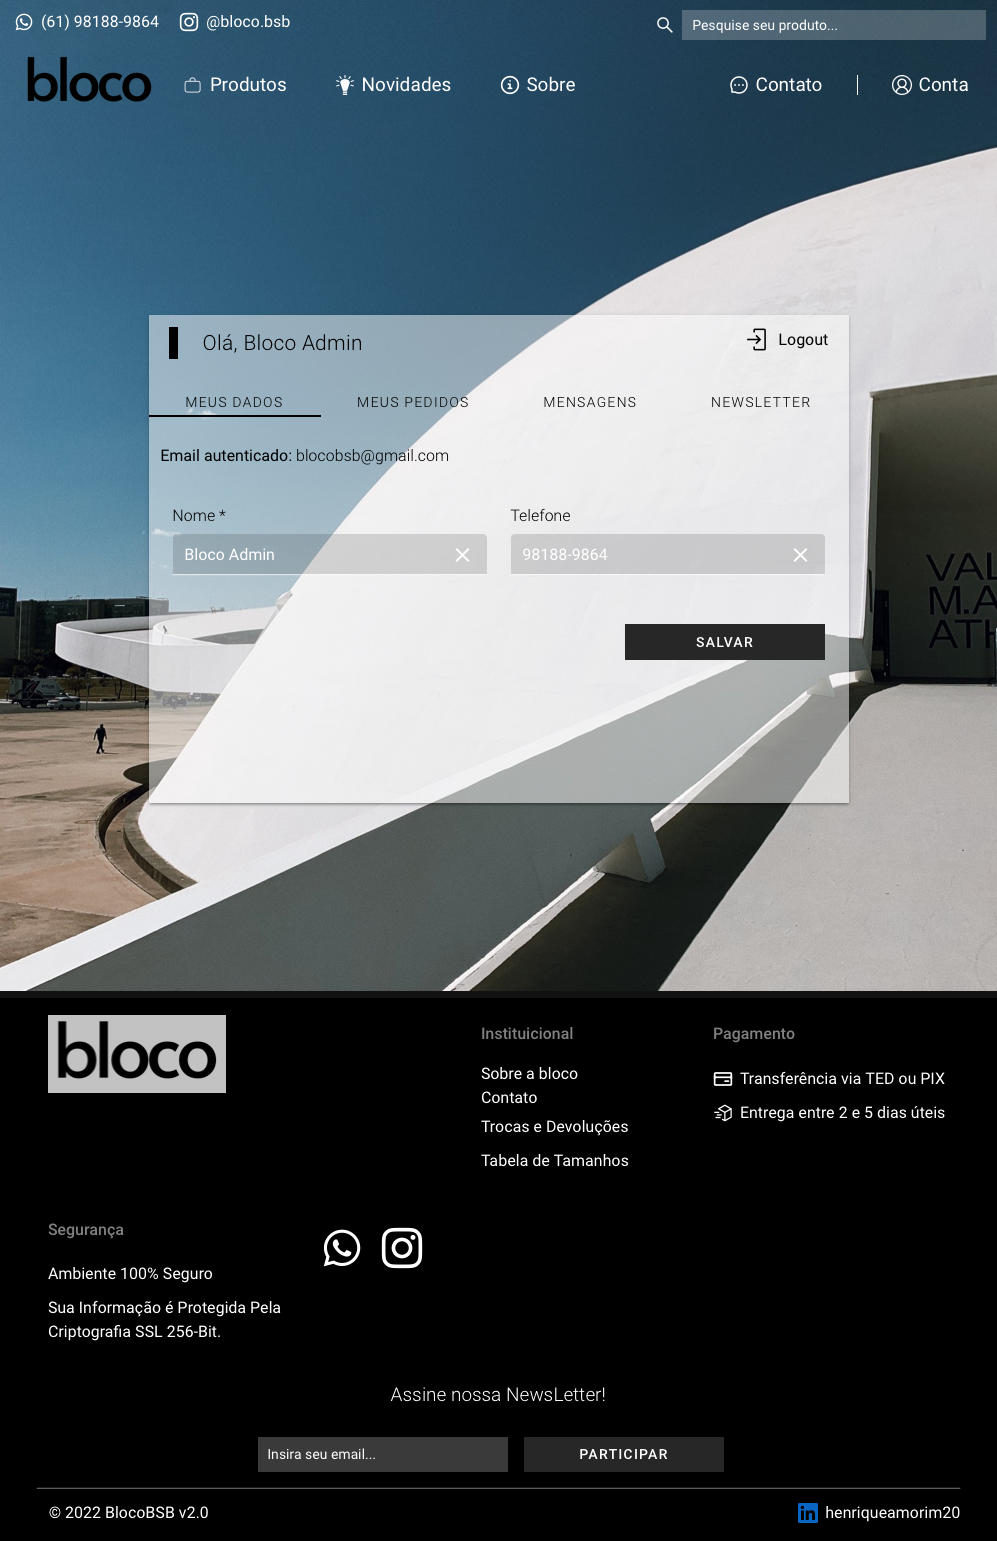 (61) 98188-9864 @bloco.bsb
Pesquise seu produto...
bloco Produtos Novidades Sobre Contato Conta
Olá, Bloco Admin Logout
MEUS DADOS MEUS PEDIDOS MENSAGENS NEWSLETTER
Email autenticado: blocobsb@gmail.com
Nome * Telefone
Bloco Admin 98188-9864
VAL
M.A
ATH
SALVAR
bloco
Instituicional
Sobre a bloco
Contato
Trocas e Devoluções
Tabela de Tamanhos
Pagamento
Transferência via TED ou PIX
Entrega entre 2 e 5 dias úteis
Segurança
Ambiente 100% Seguro
Sua Informação é Protegida Pela
Criptografia SSL 256-Bit.
Assine nossa NewsLetter!
Insira seu email... PARTICIPAR
© 2022 BlocoBSB v2.0 in henriqueamorim20